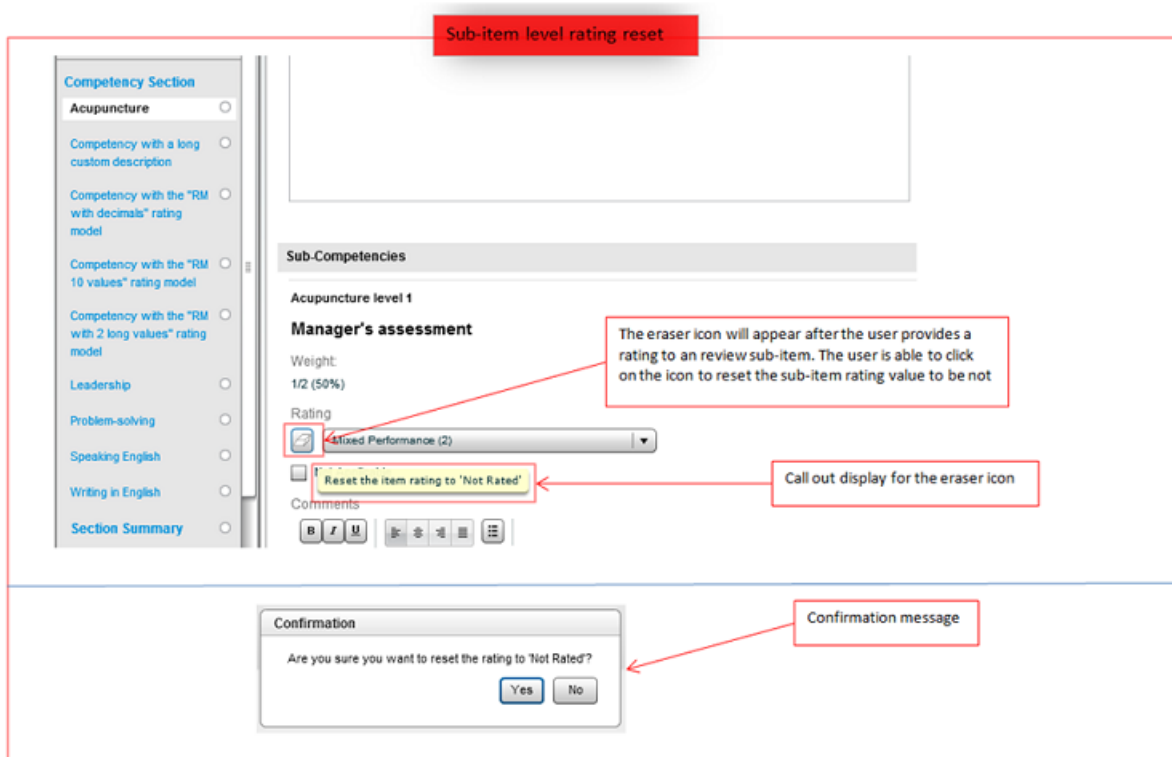 Sub-item level rating reset
Competency Section
Acupuncture
Competency with a long
custom description
Competency with the "RM
with decimals" rating
model
Competency with the "RM
10 values" rating model
Competency with the "RM
with 2 long values" rating
model
Leadership
Problem-solving
Speaking English
Writing in English
Section Summary
Sub-Competencies
Acupuncture level 1
Manager's assessment
Weight:
1/2 (50%)
Rating
Mixed Performance (2)
Reset the item rating to 'Not Rated'
Comments
B I U
The eraser icon will appear after the user provides a
rating to an review sub-item. The user is able to click
on the icon to reset the sub-item rating value to be not
Call out display for the eraser icon
Confirmation
Are you sure you want to reset the rating to 'Not Rated'?
Yes No
Confirmation message